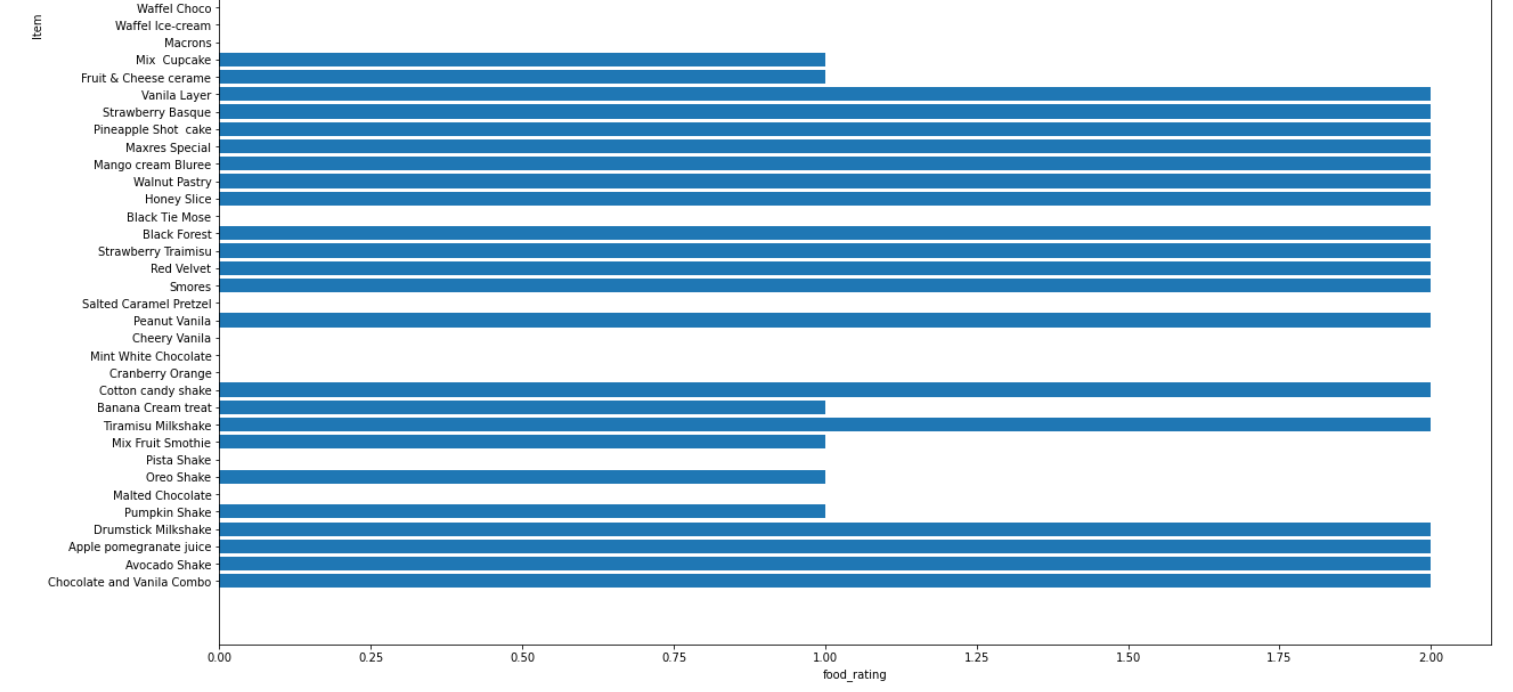 Item
Waffel Choco
Waffel Ice-cream
Macrons
Mix  Cupcake
Fruit & Cheese cerame
Vanila Layer
Strawberry Basque
Pineapple Shot  cake
Maxres Special
Mango cream Bluree
Walnut Pastry
Honey Slice
Black Tie Mose
Black Forest
Strawberry Traimisu
Red Velvet
Smores
Salted Caramel Pretzel
Peanut Vanila
Cheery Vanila
Mint White Chocolate
Cranberry Orange
Cotton candy shake
Banana Cream treat
Tiramisu Milkshake
Mix Fruit Smothie
Pista Shake
Oreo Shake
Malted Chocolate
Pumpkin Shake
Drumstick Milkshake
Apple pomegranate juice
Avocado Shake
Chocolate and Vanila Combo
0.00 0.25 0.50 0.75 1.00 1.25 1.50 1.75 2.00
food_rating